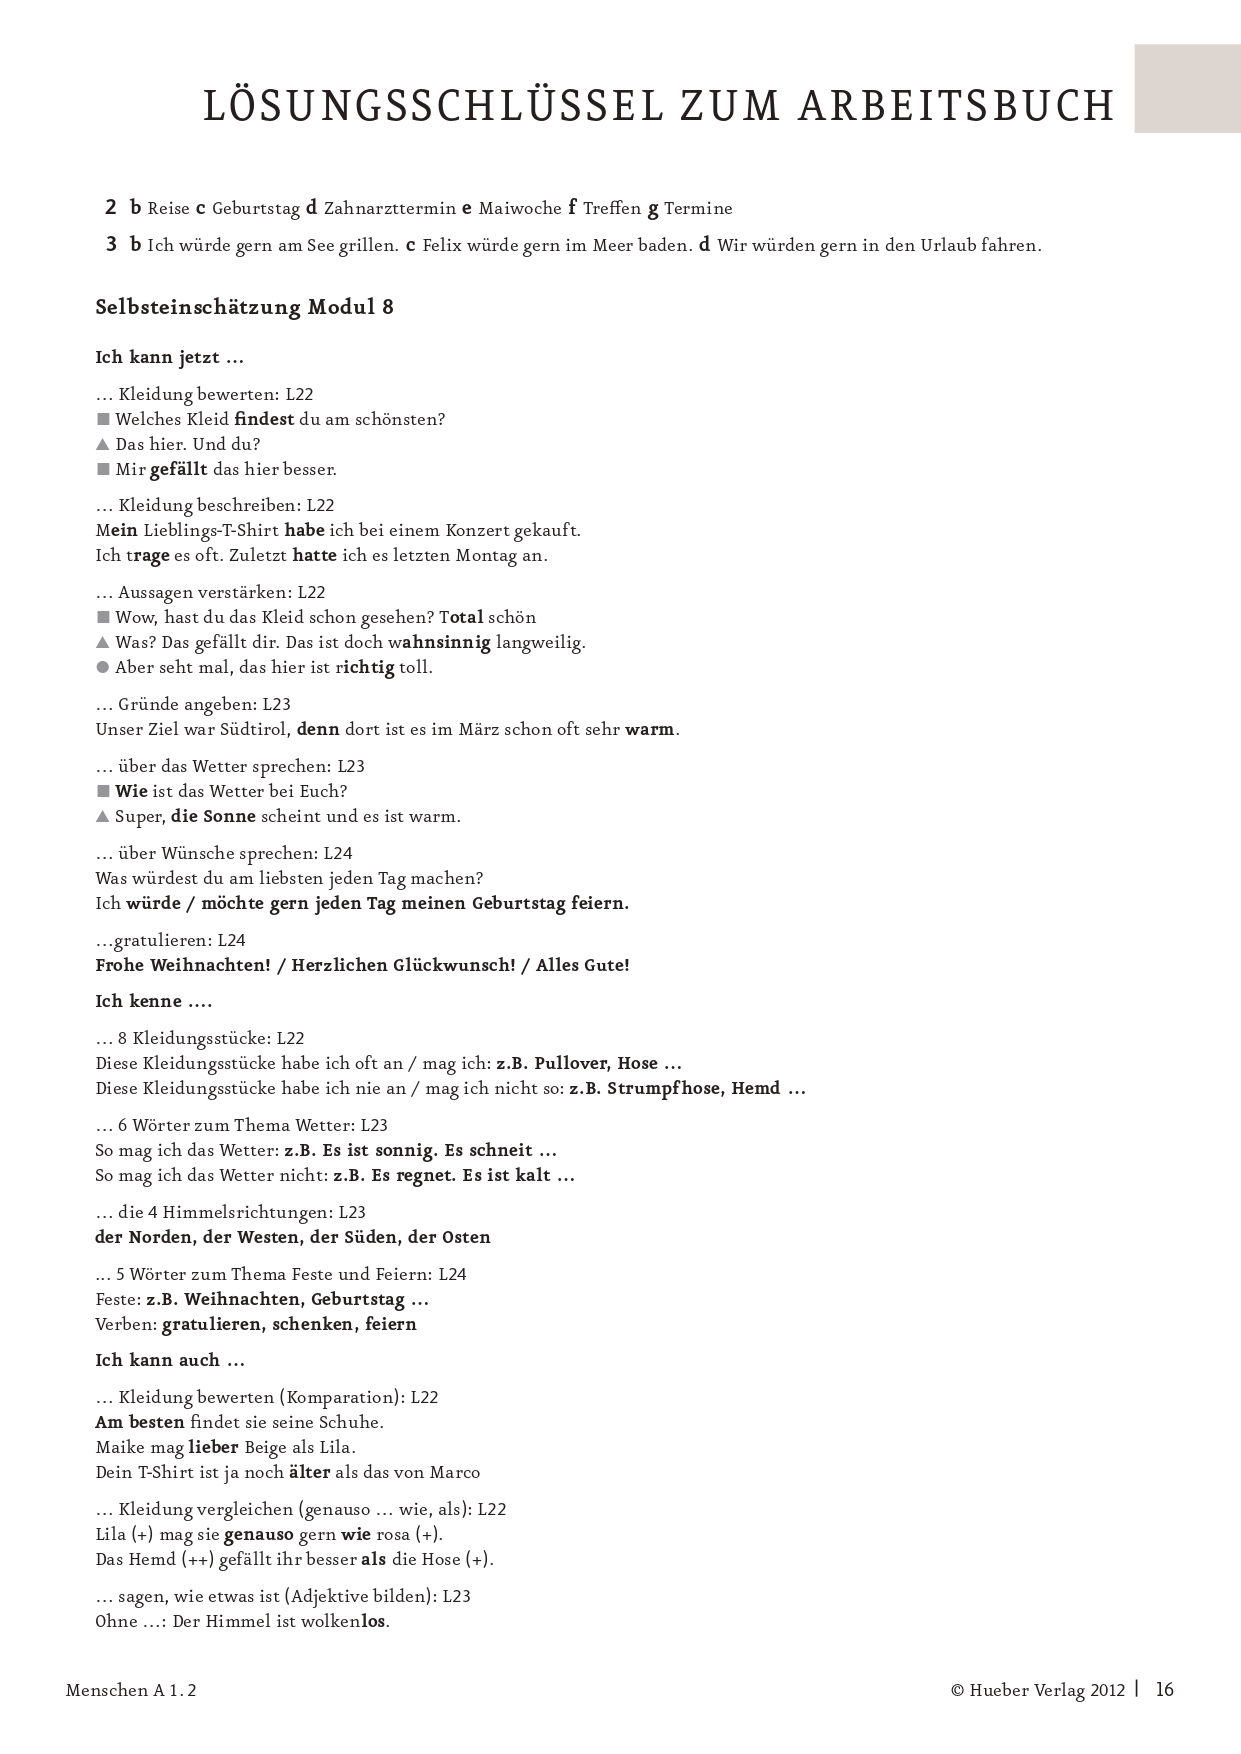 LÖSUNGSSCHLÜSSEL ZUM ARBEITSBUCH
2 b Reise c Geburtstag d Zahnarzttermin e Maiwoche f Treffen g Termine
3 b Ich würde gern am See grillen. c Felix würde gern im Meer baden. d Wir würden gern in den Urlaub fahren.
Selbsteinschätzung Modul 8
Ich kann jetzt ...
... Kleidung bewerten: L22
■ Welches Kleid findest du am schönsten?
▲ Das hier. Und du?
■ Mir gefällt das hier besser.
... Kleidung beschreiben: L22
Mein Lieblings-T-Shirt habe ich bei einem Konzert gekauft.
Ich trage es oft. Zuletzt hatte ich es letzten Montag an.
... Aussagen verstärken: L22
■ Wow, hast du das Kleid schon gesehen? Total schön
▲ Was? Das gefällt dir. Das ist doch wahnsinnig langweilig.
● Aber seht mal, das hier ist richtig toll.
... Gründe angeben: L23
Unser Ziel war Südtirol, denn dort ist es im März schon oft sehr warm.
... über das Wetter sprechen: L23
■ Wie ist das Wetter bei Euch?
▲ Super, die Sonne scheint und es ist warm.
... über Wünsche sprechen: L24
Was würdest du am liebsten jeden Tag machen?
Ich würde / möchte gern jeden Tag meinen Geburtstag feiern.
...gratulieren: L24
Frohe Weihnachten! / Herzlichen Glückwunsch! / Alles Gute!
Ich kenne ....
... 8 Kleidungsstücke: L22
Diese Kleidungsstücke habe ich oft an / mag ich: z.B. Pullover, Hose ...
Diese Kleidungsstücke habe ich nie an / mag ich nicht so: z.B. Strumpfhose, Hemd ...
... 6 Wörter zum Thema Wetter: L23
So mag ich das Wetter: z.B. Es ist sonnig. Es schneit ...
So mag ich das Wetter nicht: z.B. Es regnet. Es ist kalt ...
... die 4 Himmelsrichtungen: L23
der Norden, der Westen, der Süden, der Osten
... 5 Wörter zum Thema Feste und Feiern: L24
Feste: z.B. Weihnachten, Geburtstag ...
Verben: gratulieren, schenken, feiern
Ich kann auch ...
... Kleidung bewerten (Komparation): L22
Am besten findet sie seine Schuhe.
Maike mag lieber Beige als Lila.
Dein T-Shirt ist ja noch älter als das von Marco
... Kleidung vergleichen (genauso ... wie, als): L22
Lila (+) mag sie genauso gern wie rosa (+).
Das Hemd (++) gefällt ihr besser als die Hose (+).
... sagen, wie etwas ist (Adjektive bilden): L23
Ohne ...: Der Himmel ist wolkenlos.
Menschen A 1.2
© Hueber Verlag 2012 | 16